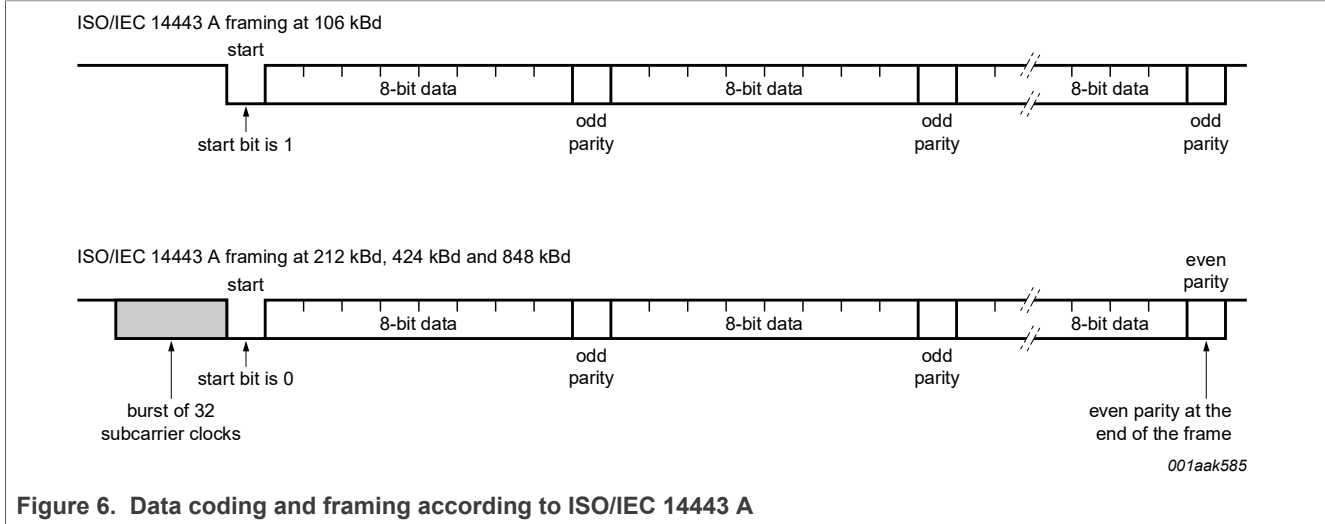 ISO/IEC 14443 A framing at 106 kBd
start
8-bit data
8-bit data
8-bit data
odd
parity
odd
parity
odd
parity
start bit is 1
ISO/IEC 14443 A framing at 212 kBd, 424 kBd and 848 kBd
even
parity
start
8-bit data
8-bit data
8-bit data
odd
parity
odd
parity
start bit is 0
burst of 32
subcarrier clocks
even parity at the
end of the frame
001aak585
Figure 6. Data coding and framing according to ISO/IEC 14443 A